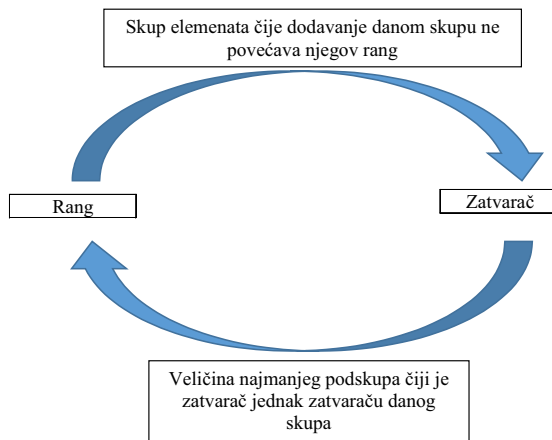 Skup elemenata čije dodavanje danom skupu ne
povećava njegov rang
Rang
Zatvarač
Veličina najmanjeg podskupa čiji je
zatvarač jednak zatvaraču danog
skupa